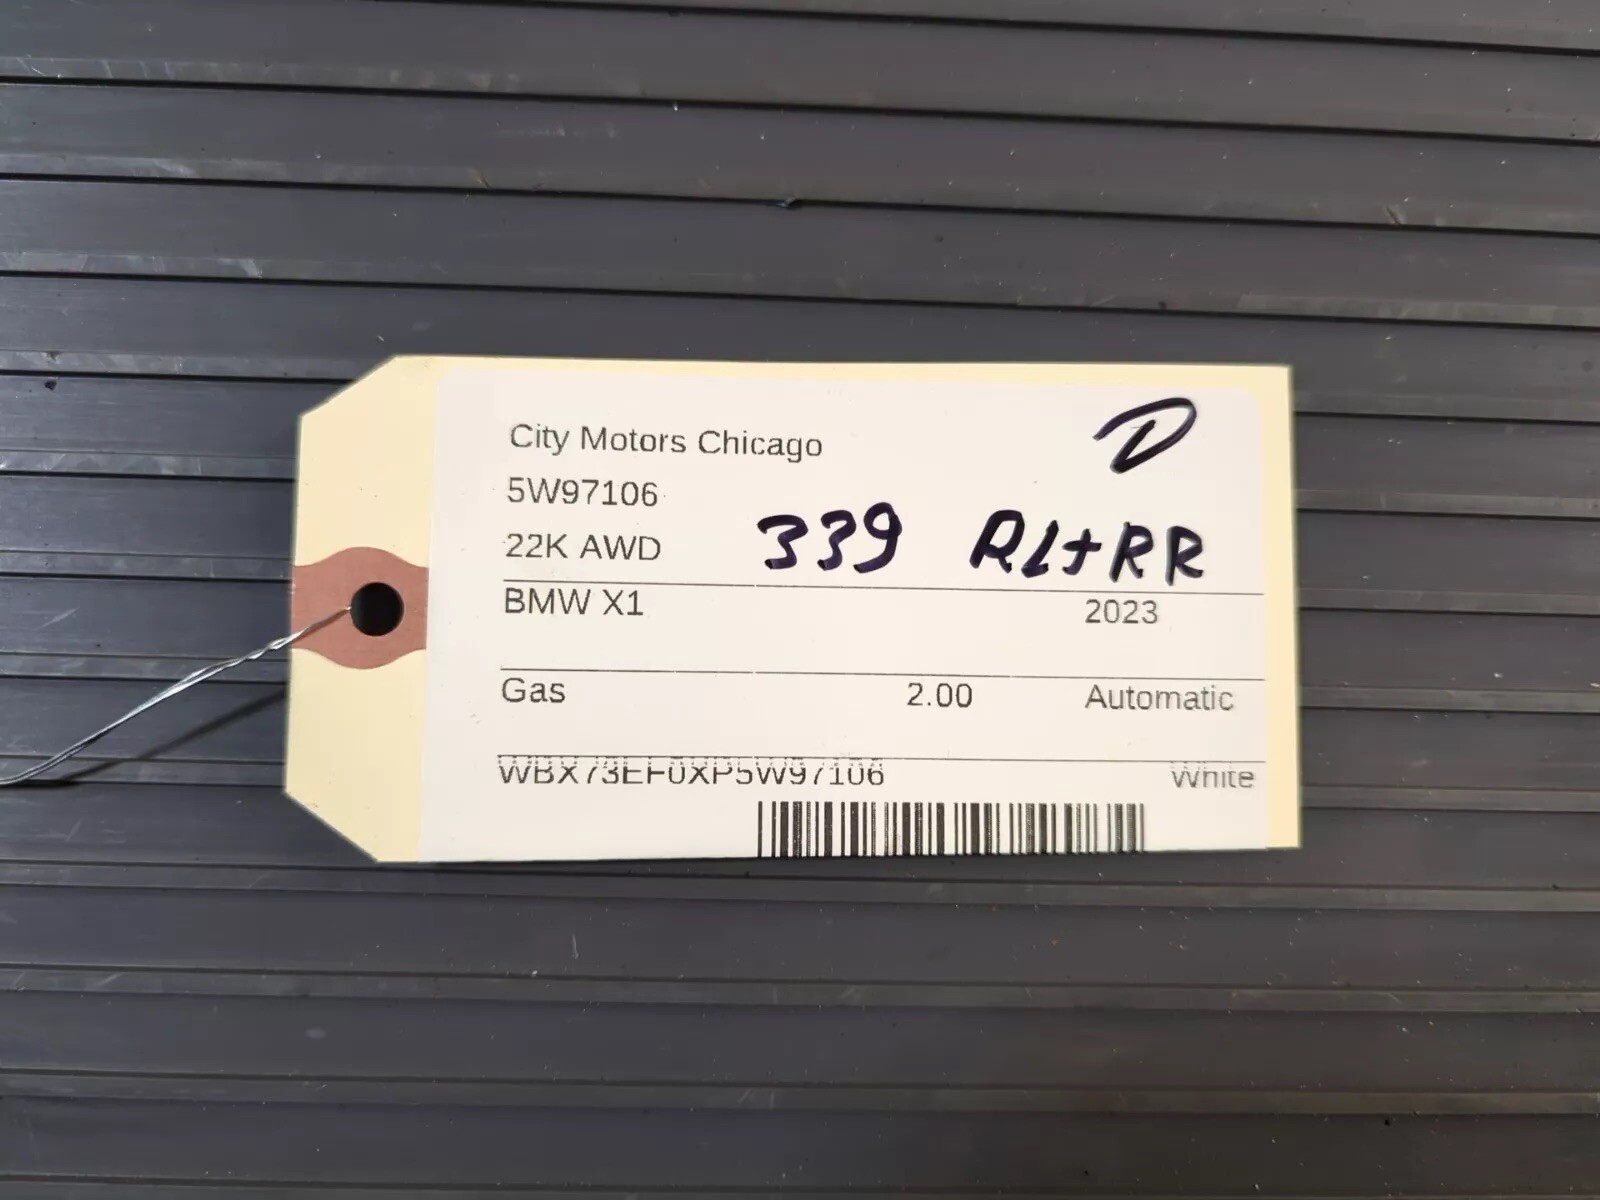 City Motors Chicago
D
5W97106
22K AWD
339 RL+RR
BMW X1 2023
Gas 2.00 Automatic
WBX73EF0XP5W97106 White